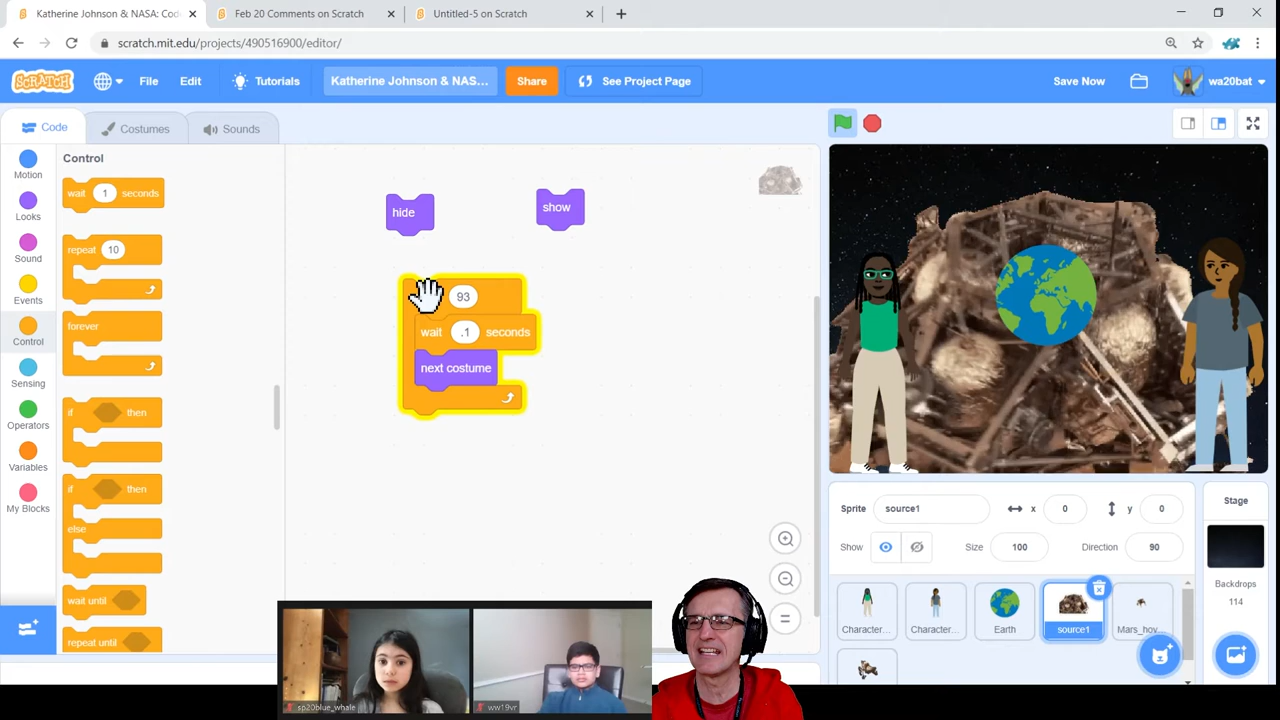 Katherine Johnson & NASA: Cod
Feb 20 Comments on Scratch
Untitled-5 on Scratch
scratch.mit.edu/projects/490516900/editor/
SCRATCH
File
Edit
Tutorials
Katherine Johnson & NAS...
Share
See Project Page
Save Now
wa20bat
Code
Costumes
Sounds
Motion
Looks
Sound
Events
Control
Sensing
Operators
Variables
My Blocks
Control
wait 1 seconds
repeat 10
forever
if then
if then
else
wait until
repeat until
hide
show
93
wait .1 seconds
next costume
Sprite source1 x 0 y 0
Show Size 100 Direction 90
Character...
Character...
Earth
source1
Mars_hov...
Stage
Backdrops
114
sp20blue_whale
ww19vr